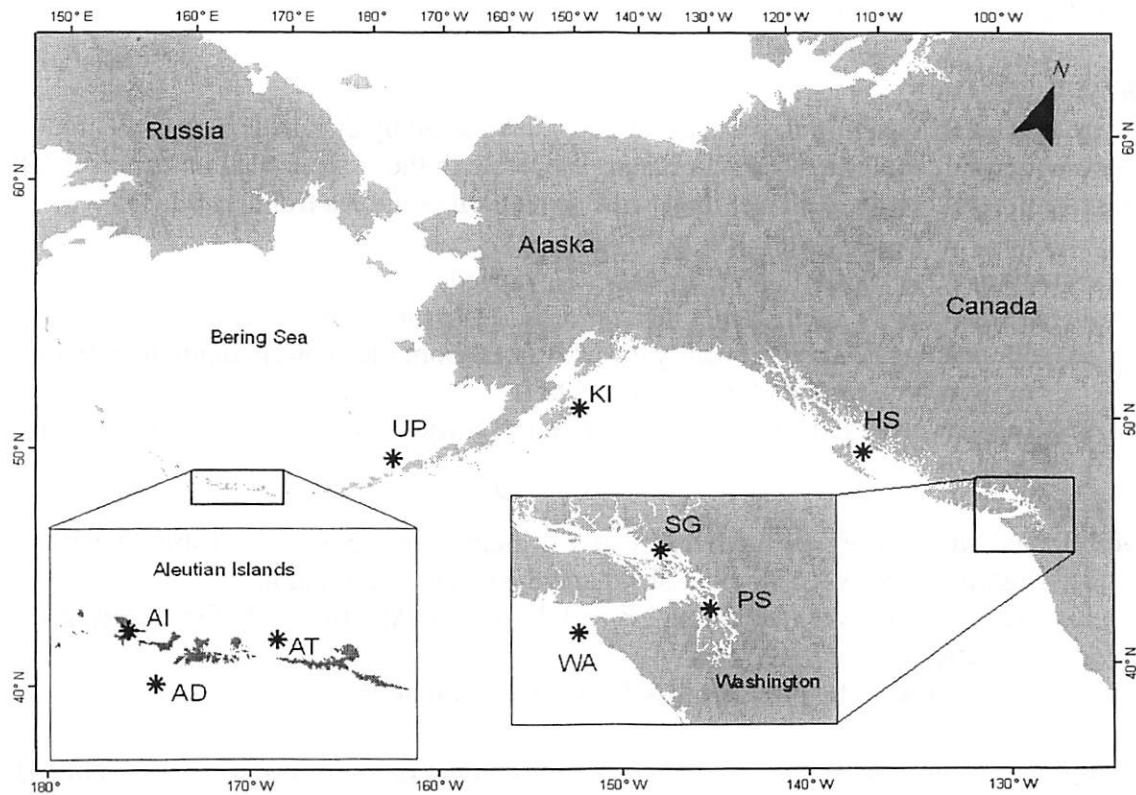 150° E 160° E 170° E 180° 170° W 160° W 150° W 140° W 130° W 120° W 110° W 100° W
N
Russia
60° N
60° N
Alaska
Canada
Bering Sea
KI
UP
HS
50° N
50° N
SG
Aleutian Islands
PS
AI
AT
WA
Washington
AD
40° N
40° N
180° 170° W 160° W 150° W 140° W 130° W